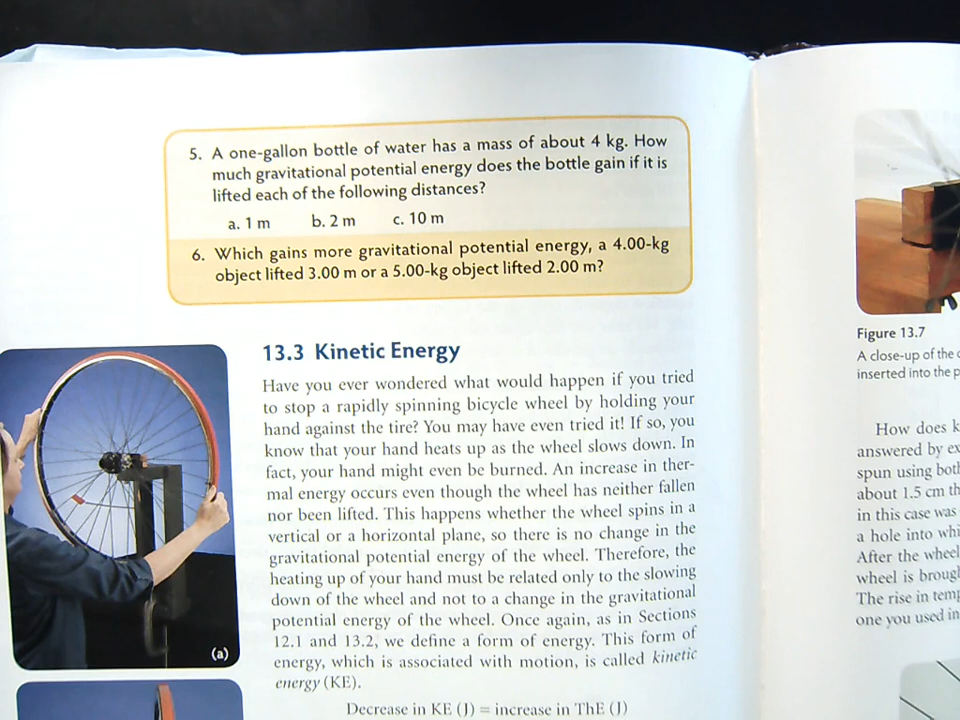 5. A one-gallon bottle of water has a mass of about 4 kg. How
much gravitational potential energy does the bottle gain if it is
lifted each of the following distances?
a. 1 m b. 2 m c. 10 m
6. Which gains more gravitational potential energy, a 4.00-kg
object lifted 3.00 m or a 5.00-kg object lifted 2.00 m?
13.3 Kinetic Energy
Have you ever wondered what would happen if you tried
to stop a rapidly spinning bicycle wheel by holding your
hand against the tire? You may have even tried it! If so, you
know that your hand heats up as the wheel slows down. In
fact, your hand might even be burned. An increase in ther-
mal energy occurs even though the wheel has neither fallen
nor been lifted. This happens whether the wheel spins in a
vertical or a horizontal plane, so there is no change in the
gravitational potential energy of the wheel. Therefore, the
heating up of your hand must be related only to the slowing
down of the wheel and not to a change in the gravitational
potential energy of the wheel. Once again, as in Sections
12.1 and 13.2, we define a form of energy. This form of
energy, which is associated with motion, is called kinetic
energy (KE).
Decrease in KE (J) = increase in ThE (J)
(a)
Figure 13.7
A close-up of the
inserted into the
How does
answered by
spun using
about 1.5 cm
in this case was
a hole into
After the wheel
wheel is
The rise in
one you used in